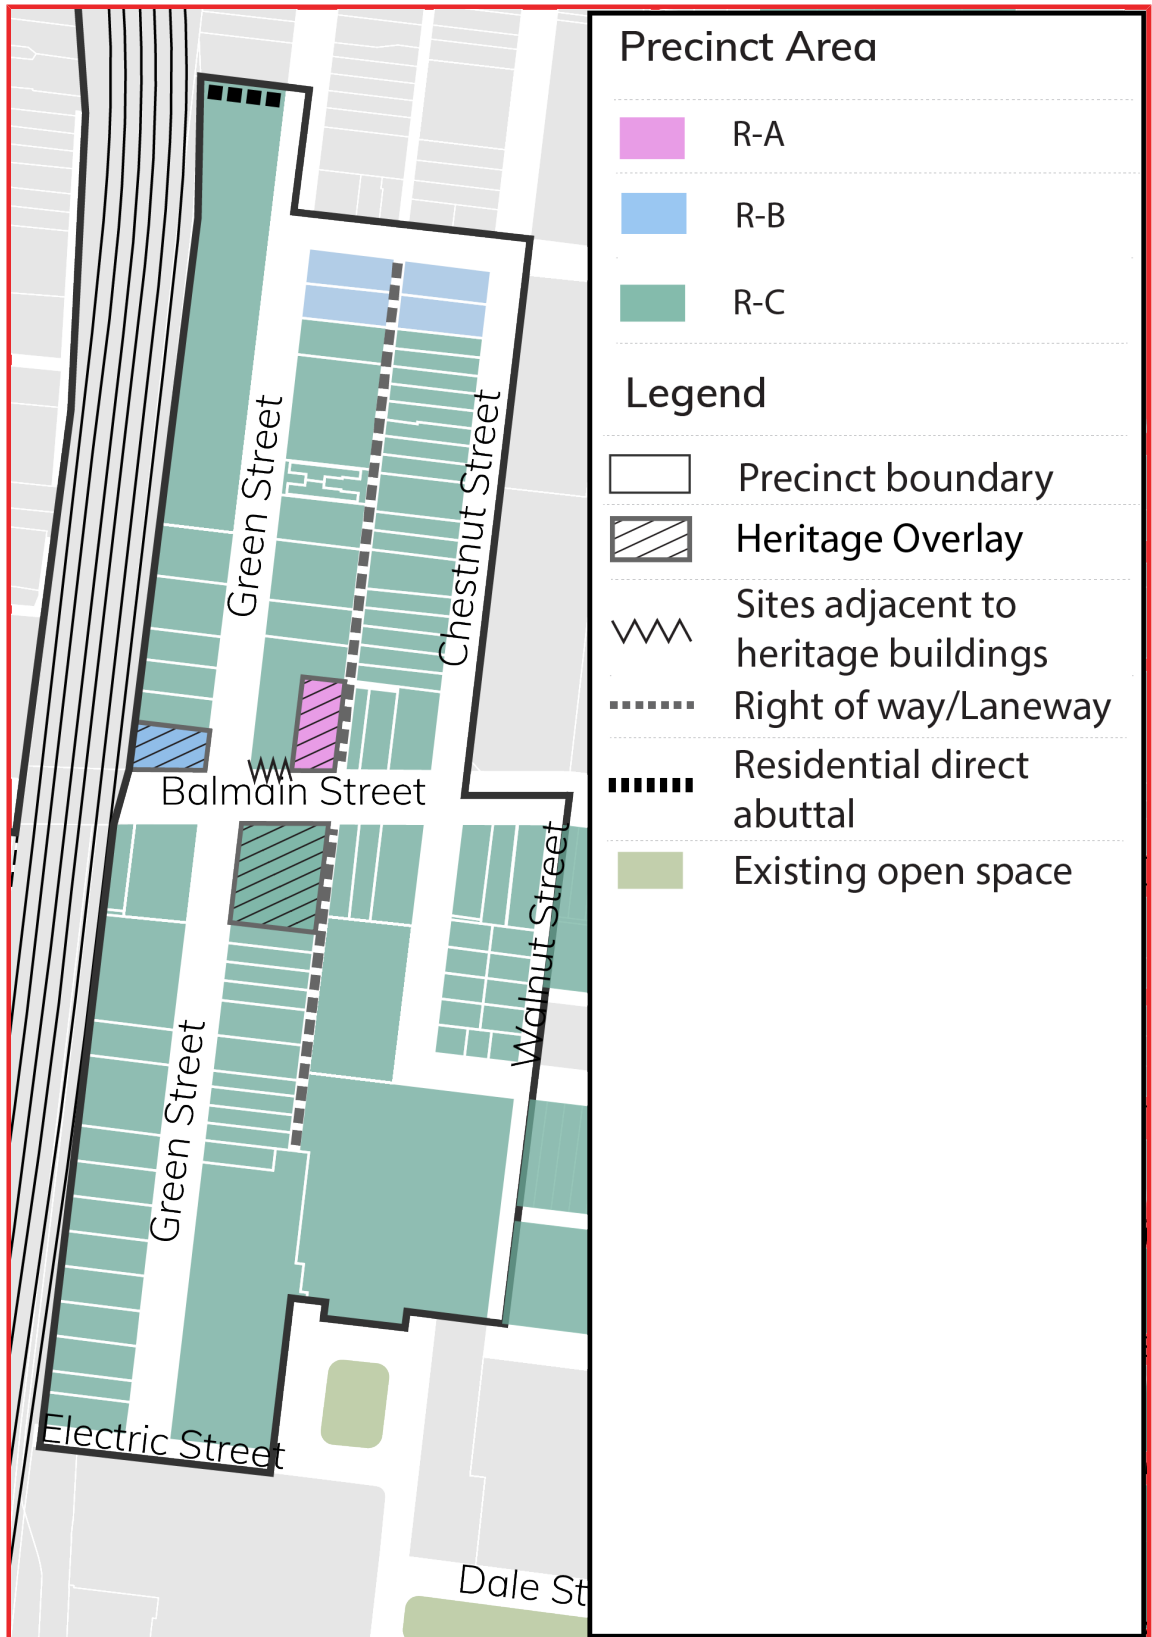 Precinct Area
R-A
R-B
R-C
Legend
Precinct boundary
Heritage Overlay
Sites adjacent to
heritage buildings
Right of way/Laneway
Residential direct
abuttal
Existing open space
Green Street
Chestnut Street
Balmain Street
Walnut Street
Green Street
Electric Street
Dale St